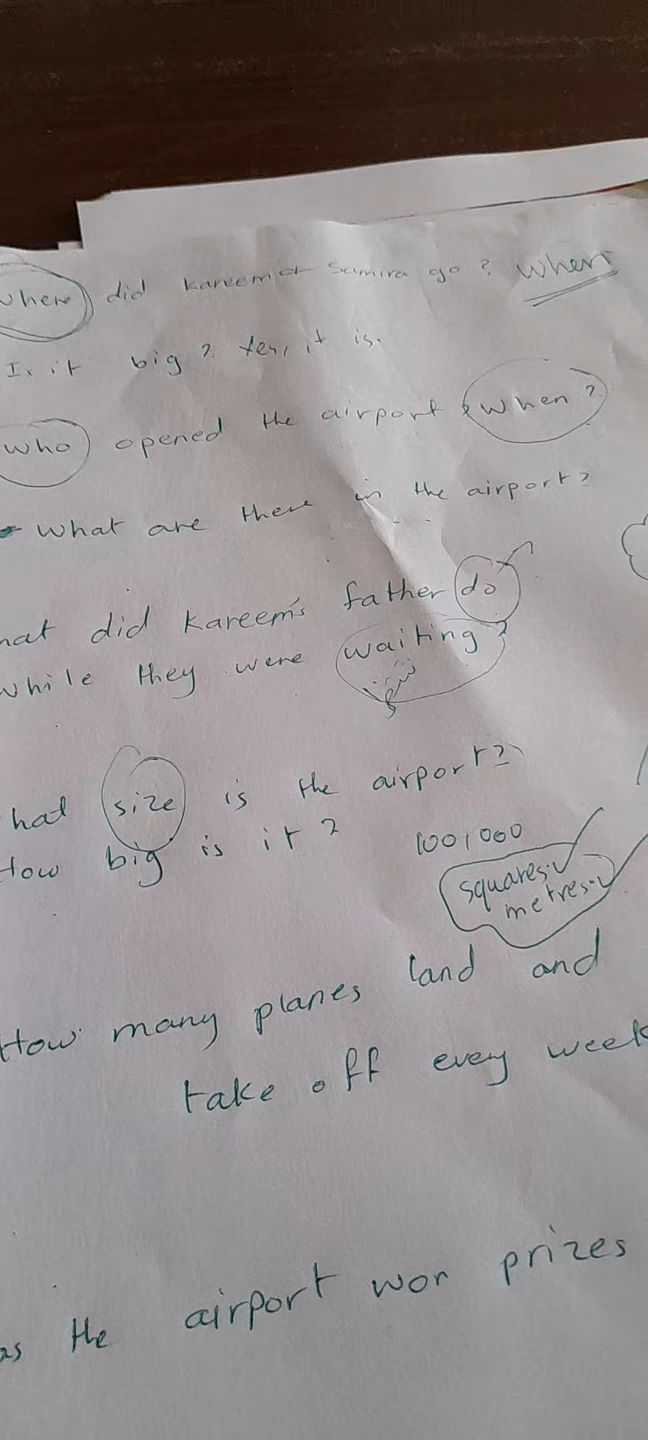 where did kareem & Samira go? when
Is it big? Yes, it is.
who opened the airport & when?
- what are there in the airport?
hat did kareem's father do
while they were waiting?
hat size is the airport?
How big is it?
100,000
squares
metres
How many planes land and
take off every week
as the airport won prizes